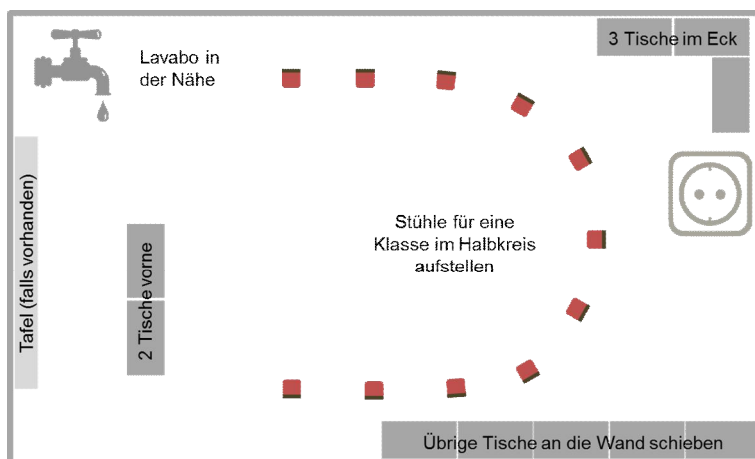 3 Tische im Eck
Lavabo in
der Nähe
Tafel (falls vorhanden)
2 Tische vorne
Stühle für eine
Klasse im Halbkreis
aufstellen
Übrige Tische an die Wand schieben